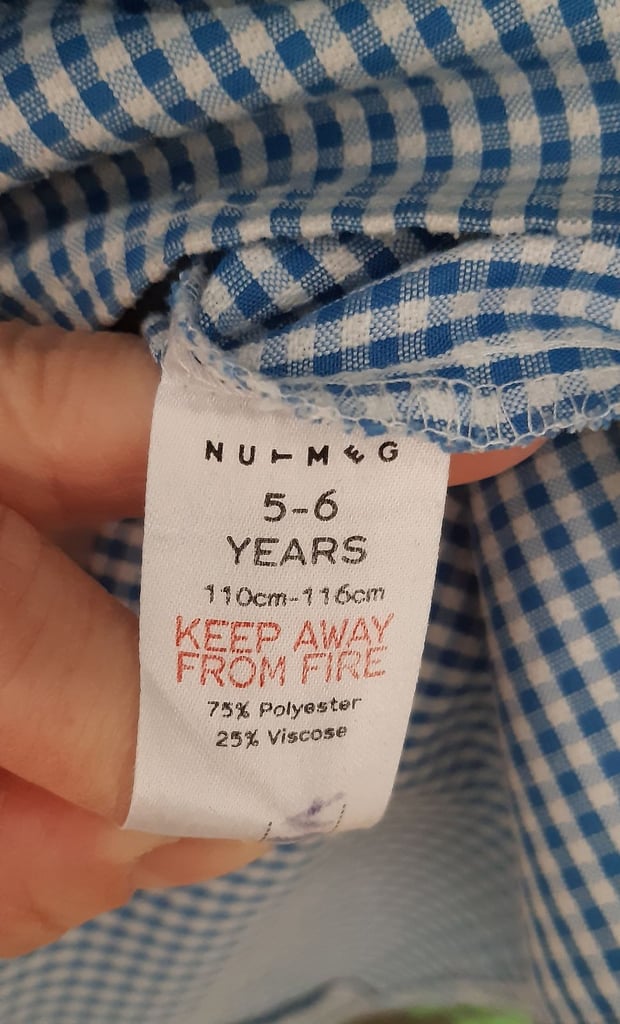 NUTMEG
5-6
YEARS
110cm-116cm
KEEP AWAY
FROM FIRE
75% Polyester
25% Viscose